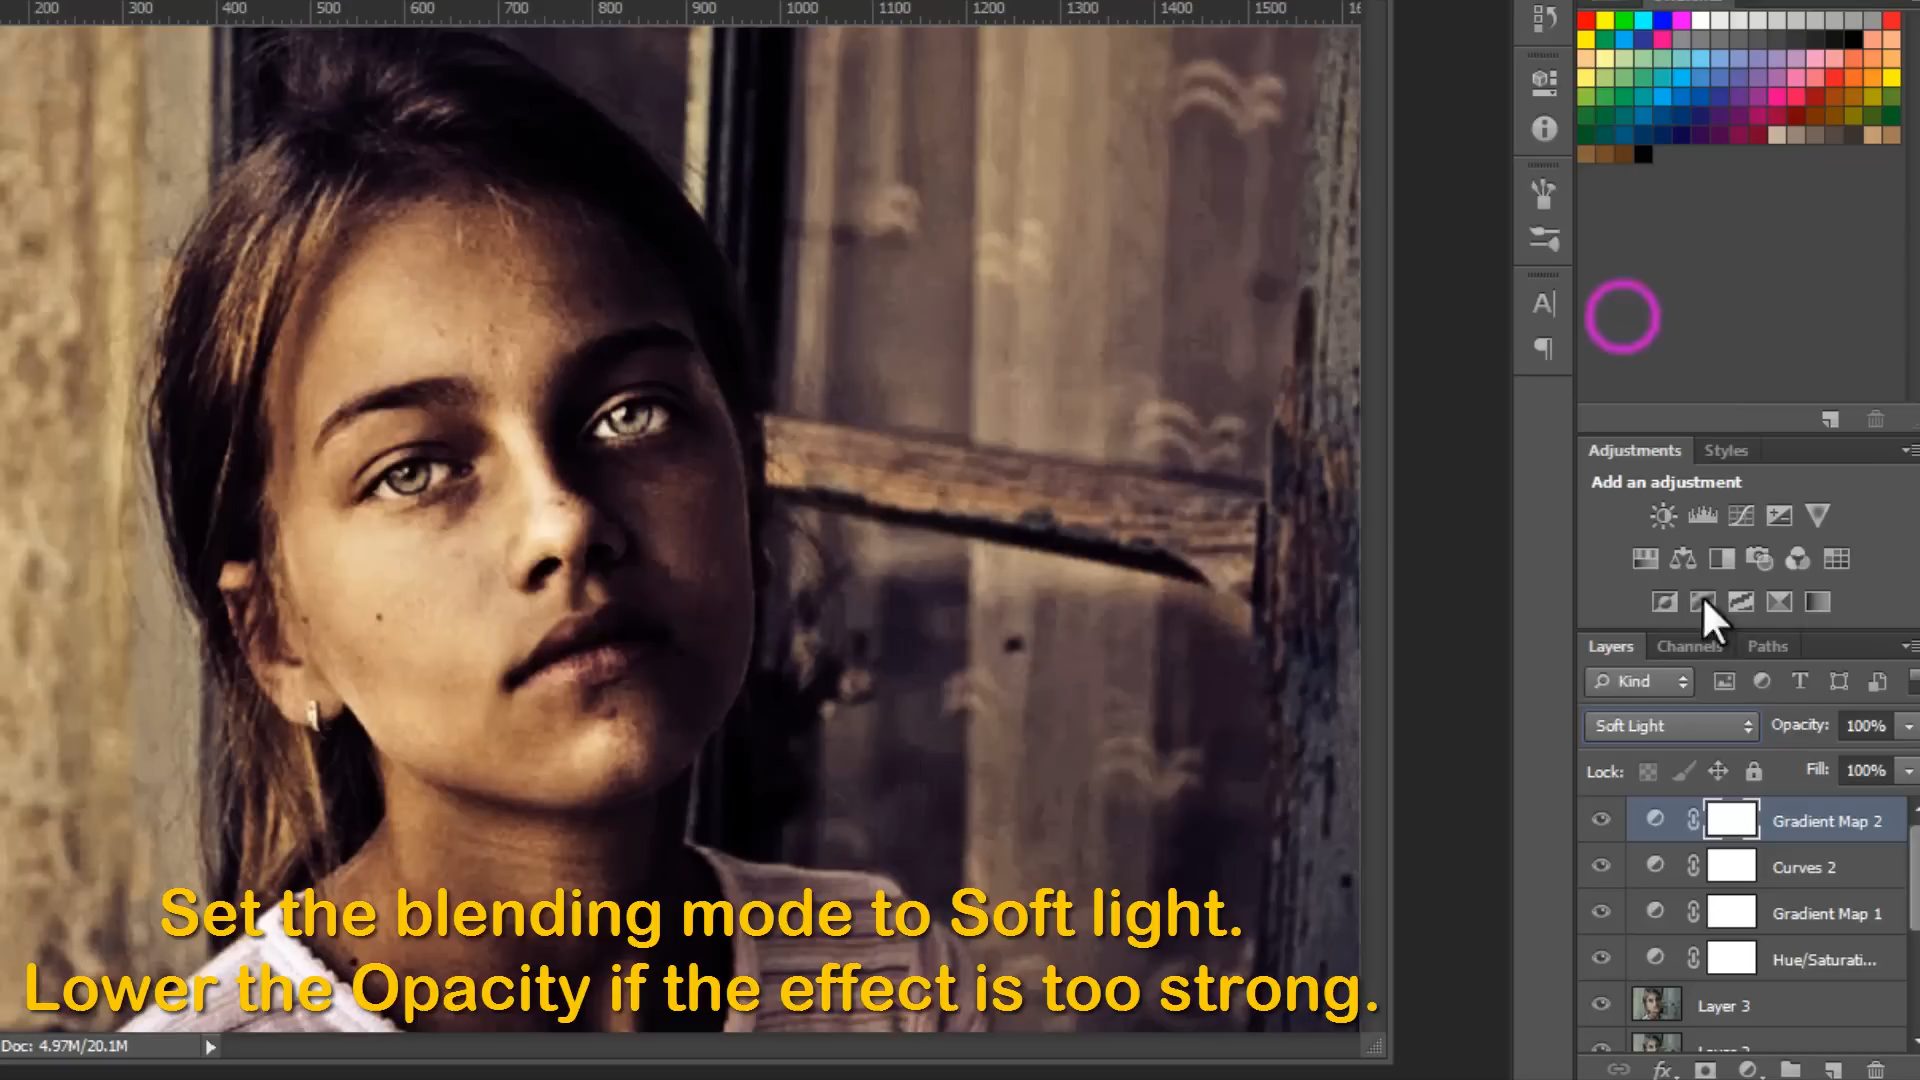 200 300 400 500 600 700 800 900 1000 1100 1200 1300 1400 1500
Adjustments Styles
Add an adjustment
Layers Channels Paths
Kind
Soft Light Opacity: 100%
Lock: Fill: 100%
Gradient Map 2
Curves 2
Gradient Map 1
Hue/Saturati...
Layer 3
Set the blending mode to Soft light.
Lower the Opacity if the effect is too strong.
Doc: 4.97M/20.1M
fx